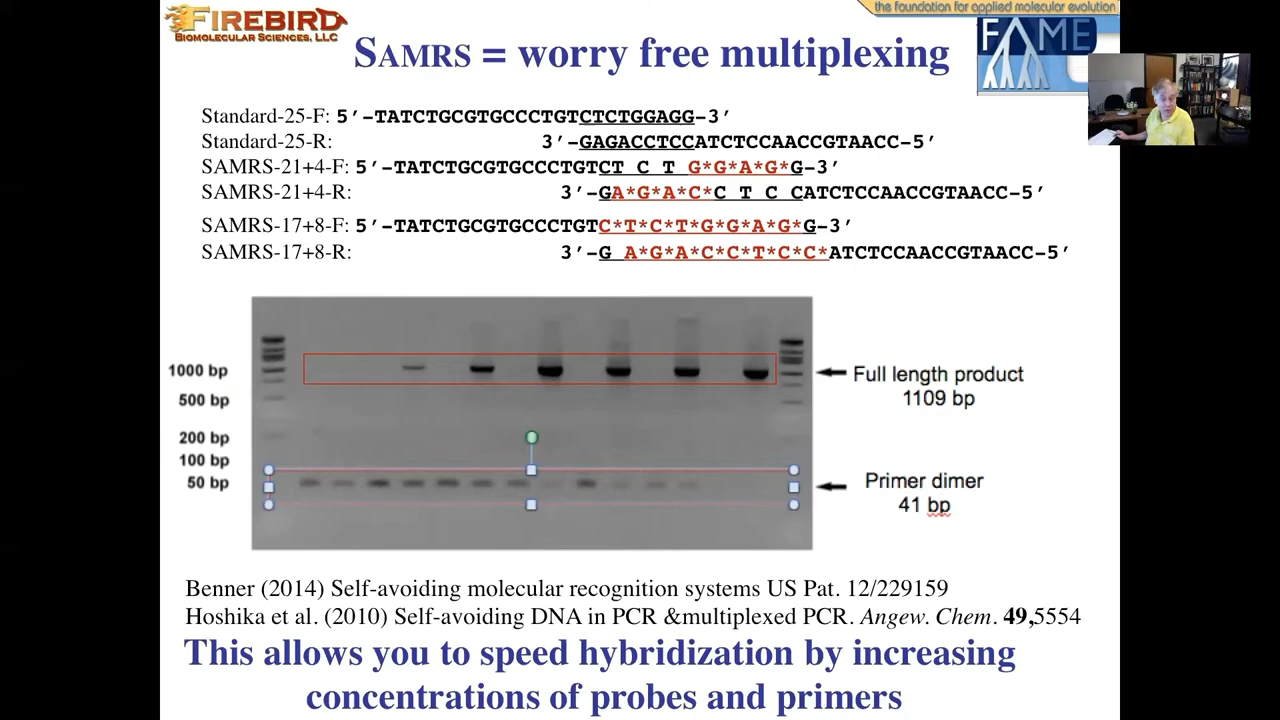 FIREBIRD
BIOMOLECULAR SCIENCES, LLC
the foundation for applied molecular evolution
FAME
SAMRS = worry free multiplexing
Standard-25-F: 5’-TATCTGCGTGCCCTGTCTCTGGAGG-3’
Standard-25-R: 3’-GAGACCTCCATCTCCAACCGTAACC-5’
SAMRS-21+4-F: 5’-TATCTGCGTGCCCTGTCT C T G*G*A*G*G-3’
SAMRS-21+4-R: 3’-GA*G*A*C*C T C CATCTCCAACCGTAACC-5’
SAMRS-17+8-F: 5’-TATCTGCGTGCCCTGTC*T*C*T*G*G*A*G*G-3’
SAMRS-17+8-R: 3’-G A*G*A*C*C*T*C*C*ATCTCCAACCGTAACC-5’
1000 bp
500 bp
200 bp
100 bp
50 bp
Full length product
1109 bp
Primer dimer
41 bp
Benner (2014) Self-avoiding molecular recognition systems US Pat. 12/229159
Hoshika et al. (2010) Self-avoiding DNA in PCR &multiplexed PCR. Angew. Chem. 49,5554
This allows you to speed hybridization by increasing
concentrations of probes and primers